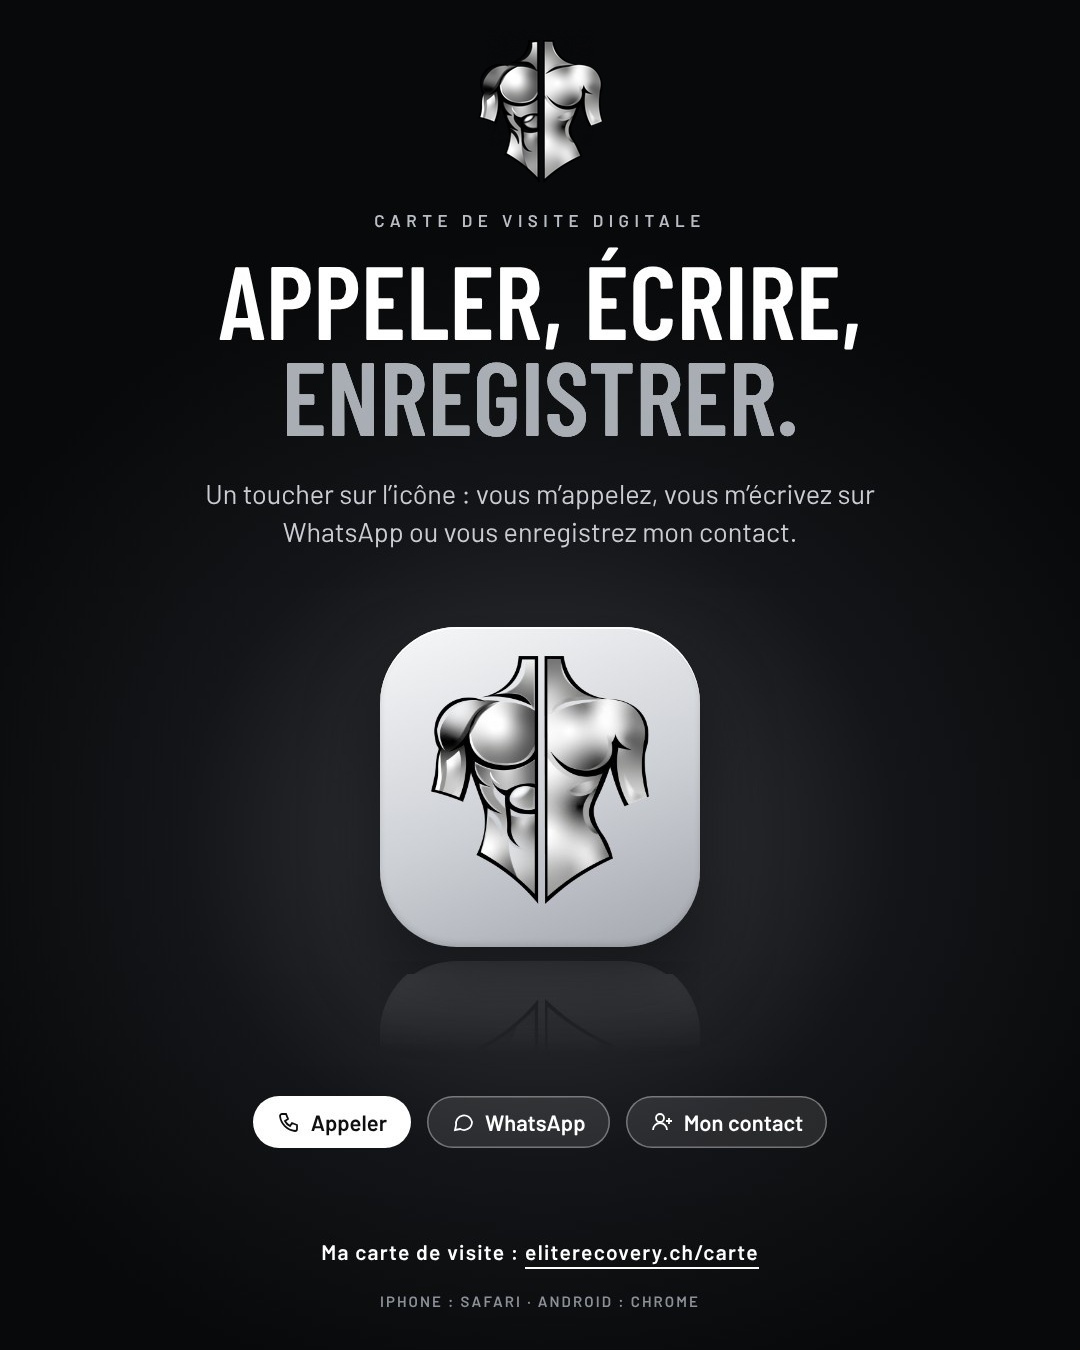 CARTE DE VISITE DIGITALE
APPELER, ÉCRIRE,
ENREGISTRER.
Un toucher sur l’icône : vous m’appelez, vous m’écrivez sur
WhatsApp ou vous enregistrez mon contact.
Appeler
WhatsApp
Mon contact
Ma carte de visite : eliterecovery.ch/carte
IPHONE : SAFARI · ANDROID : CHROME